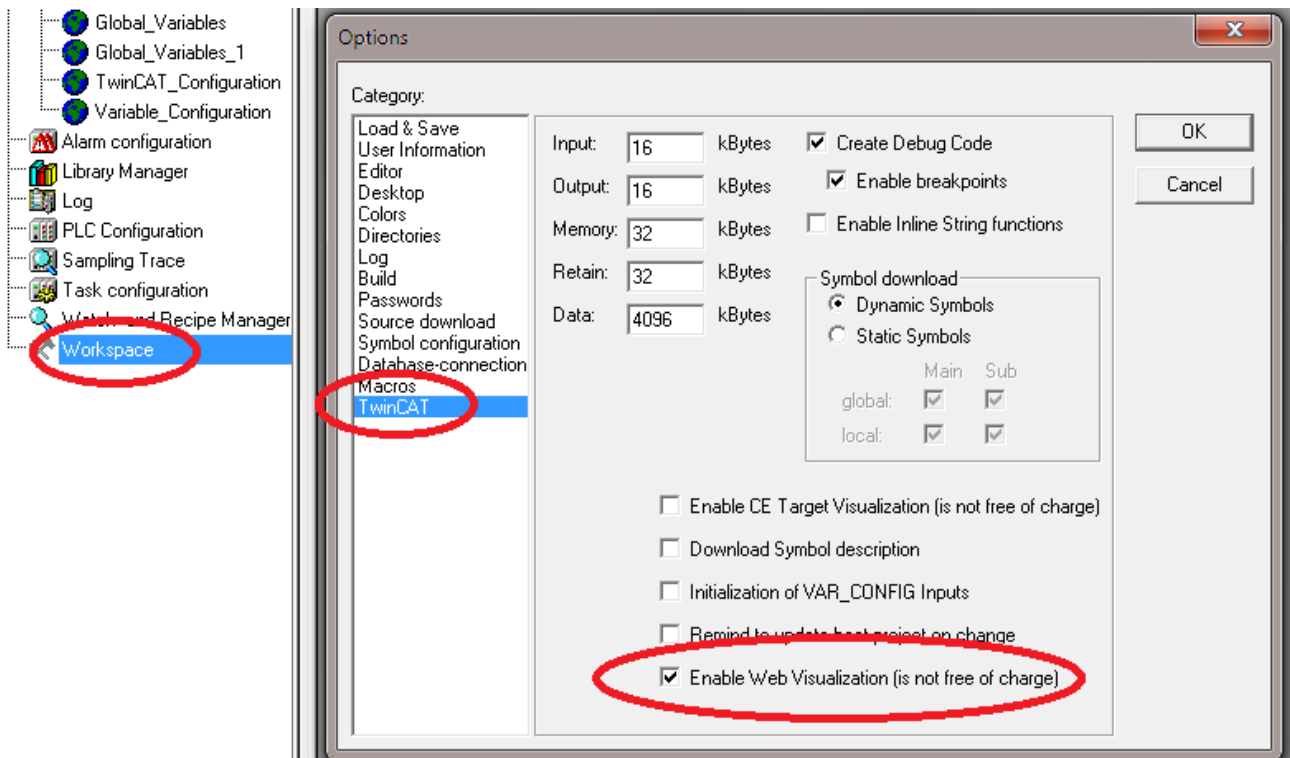 Global_Variables
Global_Variables_1
TwinCAT_Configuration
Variable_Configuration
Alarm configuration
Library Manager
Log
PLC Configuration
Sampling Trace
Task configuration
Watch- and Recipe Manager
Workspace
Options
X
Category:
Load & Save
User Information
Editor
Desktop
Colors
Directories
Log
Build
Passwords
Source download
Symbol configuration
Database-connection
Macros
TwinCAT
Input: 16 kBytes
Output: 16 kBytes
Memory: 32 kBytes
Retain: 32 kBytes
Data: 4096 kBytes
Create Debug Code
Enable breakpoints
Enable Inline String functions
Symbol download
Dynamic Symbols
Static Symbols
Main Sub
global:
local:
Enable CE Target Visualization (is not free of charge)
Download Symbol description
Initialization of VAR_CONFIG Inputs
Remind to update boot project on change
Enable Web Visualization (is not free of charge)
OK
Cancel